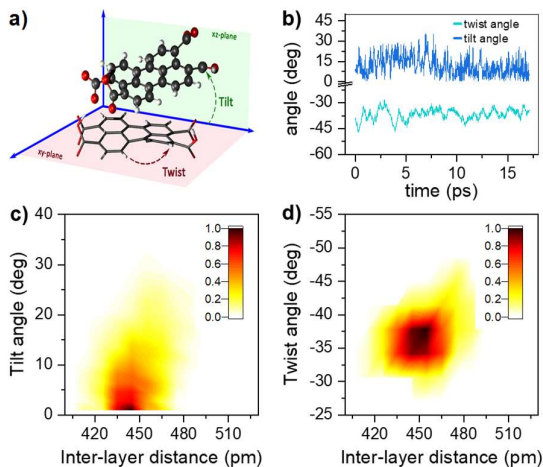 a)
xz-plane
Tilt
xy-plane
Twist
b)
twist angle
tilt angle
angle (deg)
45
30
15
0
-30
-45
-60
0
5
10
15
time (ps)
c)
Tilt angle (deg)
40
30
20
10
0
1.0
0.8
0.6
0.4
0.2
0.0
420
450
480
510
Inter-layer distance (pm)
d)
Twist angle (deg)
-55
-50
-45
-40
-35
-30
-25
1.0
0.8
0.6
0.4
0.2
0.0
420
450
480
510
Inter-layer distance (pm)